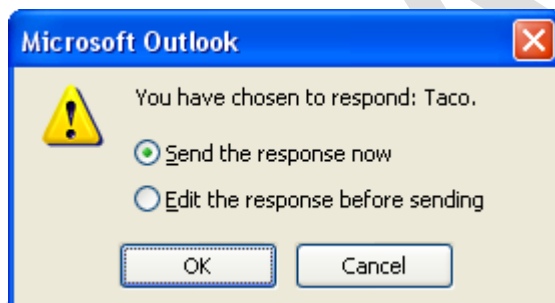 Microsoft Outlook
You have chosen to respond: Taco.
Send the response now
Edit the response before sending
OK Cancel